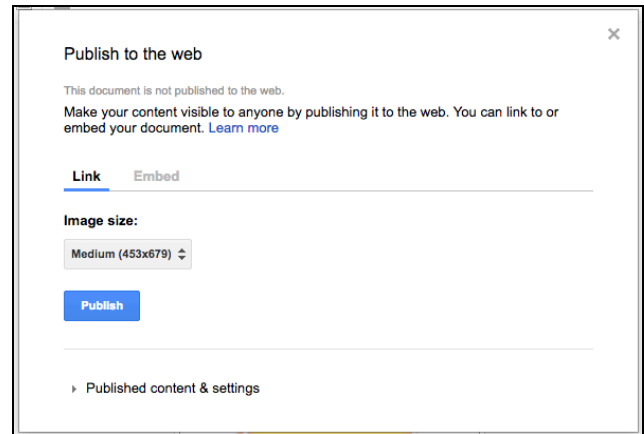 Publish to the web
This document is not published to the web.
Make your content visible to anyone by publishing it to the web. You can link to or
embed your document. Learn more
Link Embed
Image size:
Medium (453x679)
Publish
Published content & settings